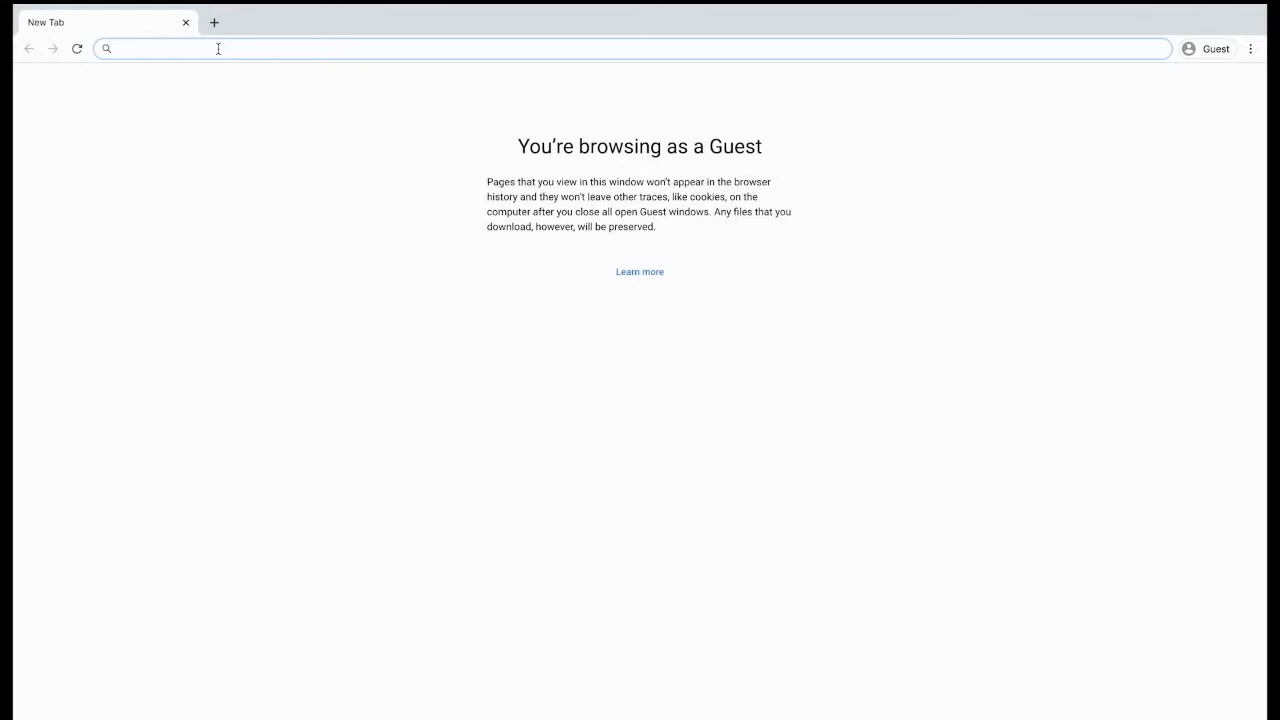 New Tab
Guest
You’re browsing as a Guest
Pages that you view in this window won’t appear in the browser
history and they won’t leave other traces, like cookies, on the
computer after you close all open Guest windows. Any files that you
download, however, will be preserved.
Learn more